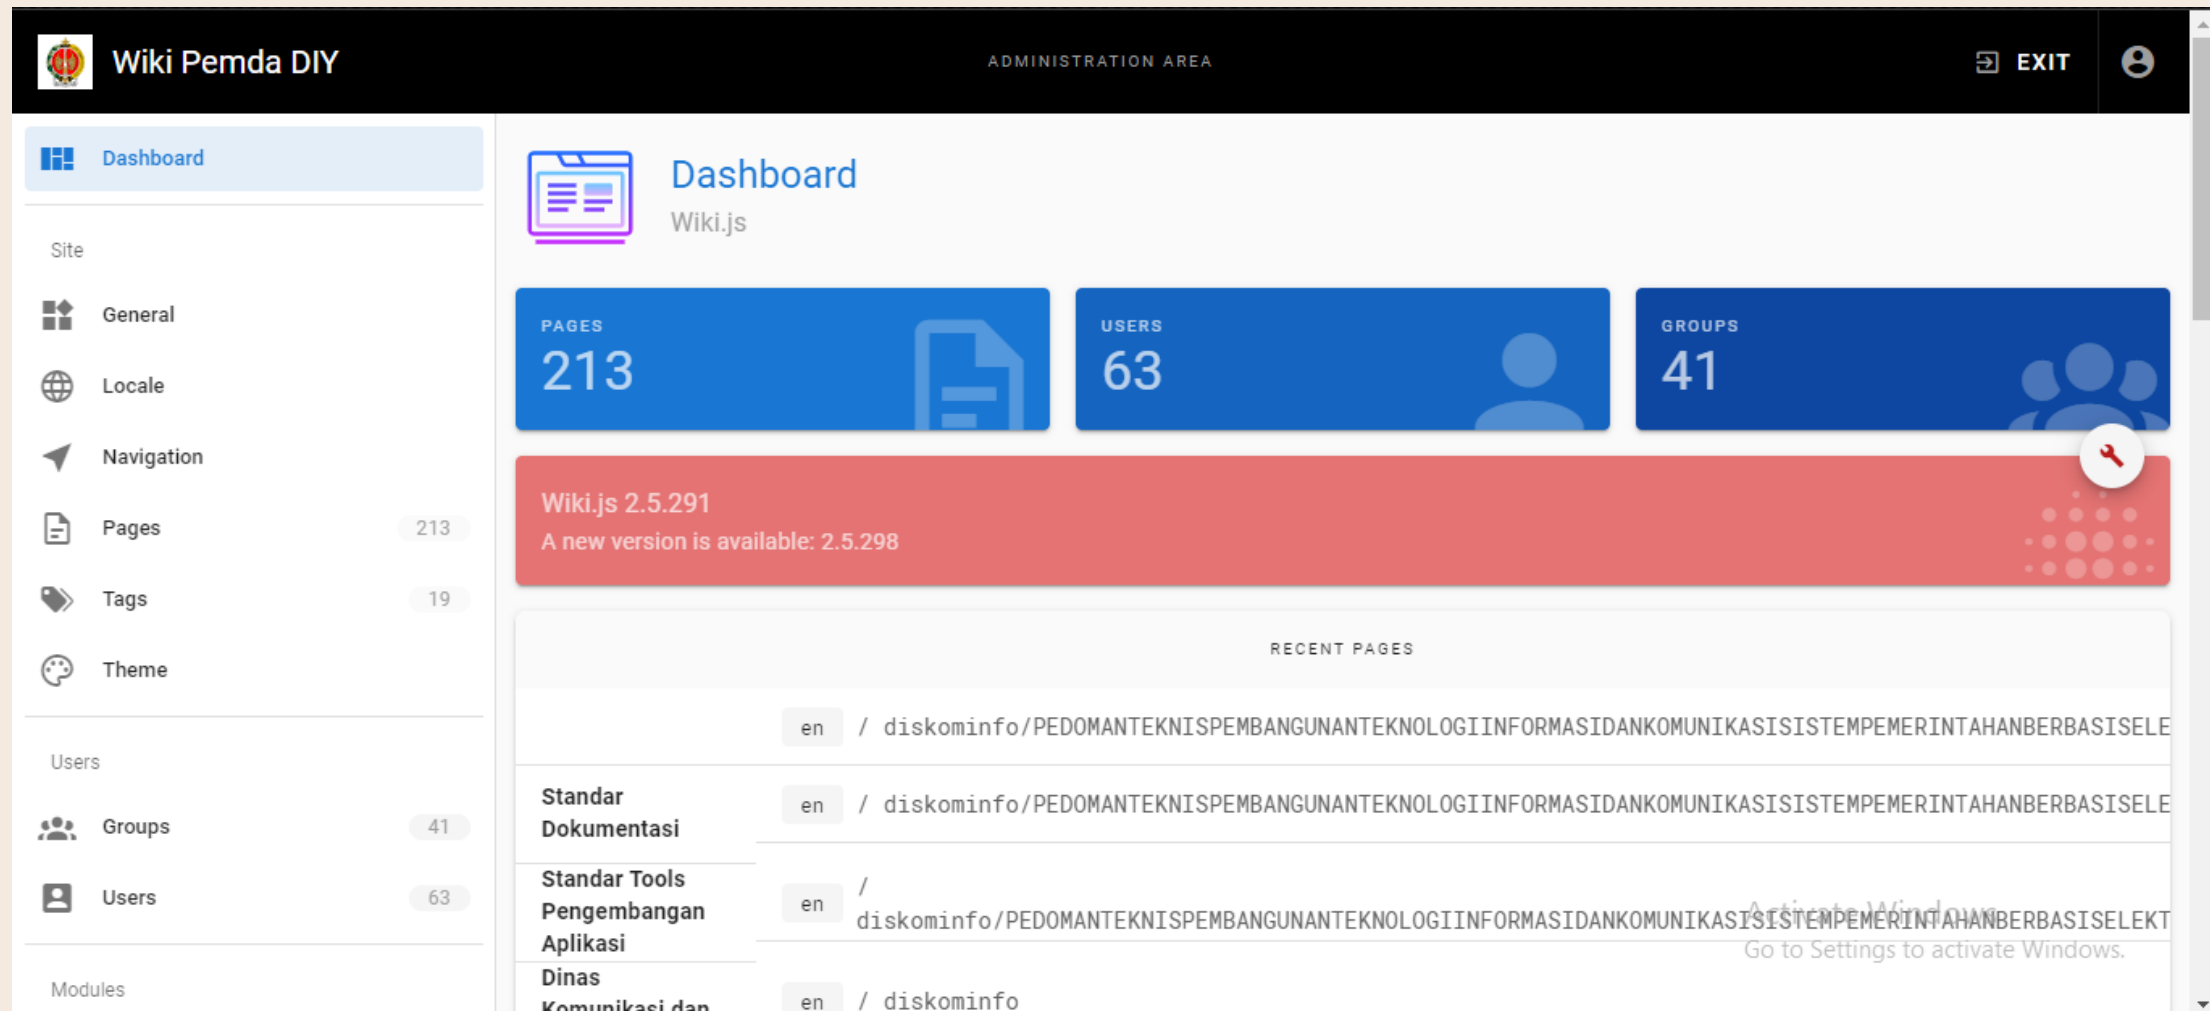 Wiki Pemda DIY
ADMINISTRATION AREA
EXIT
Dashboard
Site
General
Locale
Navigation
Pages 213
Tags 19
Theme
Users
Groups 41
Users 63
Modules
Dashboard
Wiki.js
PAGES
213
USERS
63
GROUPS
41
Wiki.js 2.5.291
A new version is available: 2.5.298
RECENT PAGES
en / diskominfo/PEDOMANTEKNISPEMBANGUNANTEKNOLOGIINFORMASIDANKOMUNIKASISISTEMPEMERINTAHANBERBASISELE
Standar
Dokumentasi
en / diskominfo/PEDOMANTEKNISPEMBANGUNANTEKNOLOGIINFORMASIDANKOMUNIKASISISTEMPEMERINTAHANBERBASISELE
Standar Tools
Pengembangan
Aplikasi
en /
diskominfo/PEDOMANTEKNISPEMBANGUNANTEKNOLOGIINFORMASIDANKOMUNIKASISISTEMPEMERINTAHANBERBASISELEKT
Dinas
Komunikasi dan
en / diskominfo
Activate Windows
Go to Settings to activate Windows.